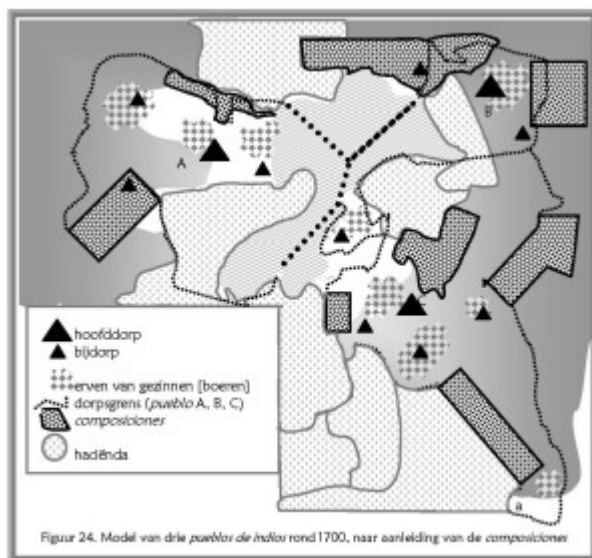 A
B
C
a
hoofddorp
bijdorp
erven van gezinnen (boeren)
dorpsgrens (pueblo A, B, C)
composiciones
haciënda
Figuur 24. Model van drie pueblos de indios rond 1700, naar aanleiding van de composiciones